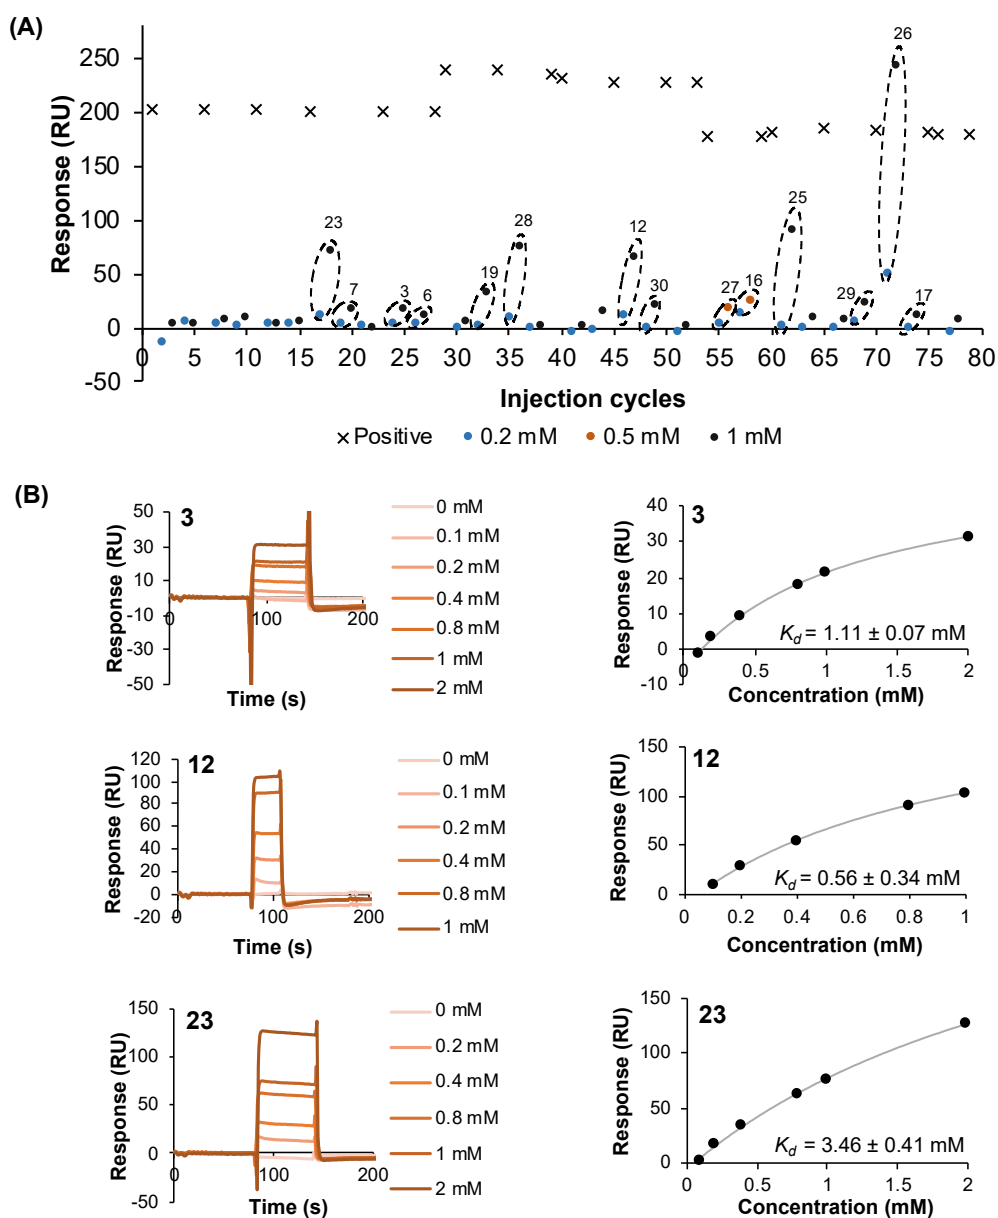 (A)
Response (RU)
250
200
150
100
50
0
-50
0 5 10 15 20 25 30 35 40 45 50 55 60 65 70 75 80
23
7
3
6
19
28
12
30
27
16
25
29
26
17
Injection cycles
Positive 0.2 mM 0.5 mM 1 mM
(B)
3
Response (RU)
50
30
10
-10
-30
-50
0 100 200
Time (s)
0 mM
0.1 mM
0.2 mM
0.4 mM
0.8 mM
1 mM
2 mM
3
Response (RU)
40
30
20
10
0
-10
0 0.5 1 1.5 2
Kd = 1.11 ± 0.07 mM
Concentration (mM)
12
Response (RU)
120
100
80
60
40
20
0
-20
0 100 200
Time (s)
0 mM
0.1 mM
0.2 mM
0.4 mM
0.8 mM
1 mM
12
Response (RU)
150
100
50
0
0 0.2 0.4 0.6 0.8 1
Kd = 0.56 ± 0.34 mM
Concentration (mM)
23
Response (RU)
150
100
50
0
-50
0 100 200
Time (s)
0 mM
0.2 mM
0.4 mM
0.8 mM
1 mM
2 mM
23
Response (RU)
150
100
50
0
0 0.5 1 1.5 2
Kd = 3.46 ± 0.41 mM
Concentration (mM)